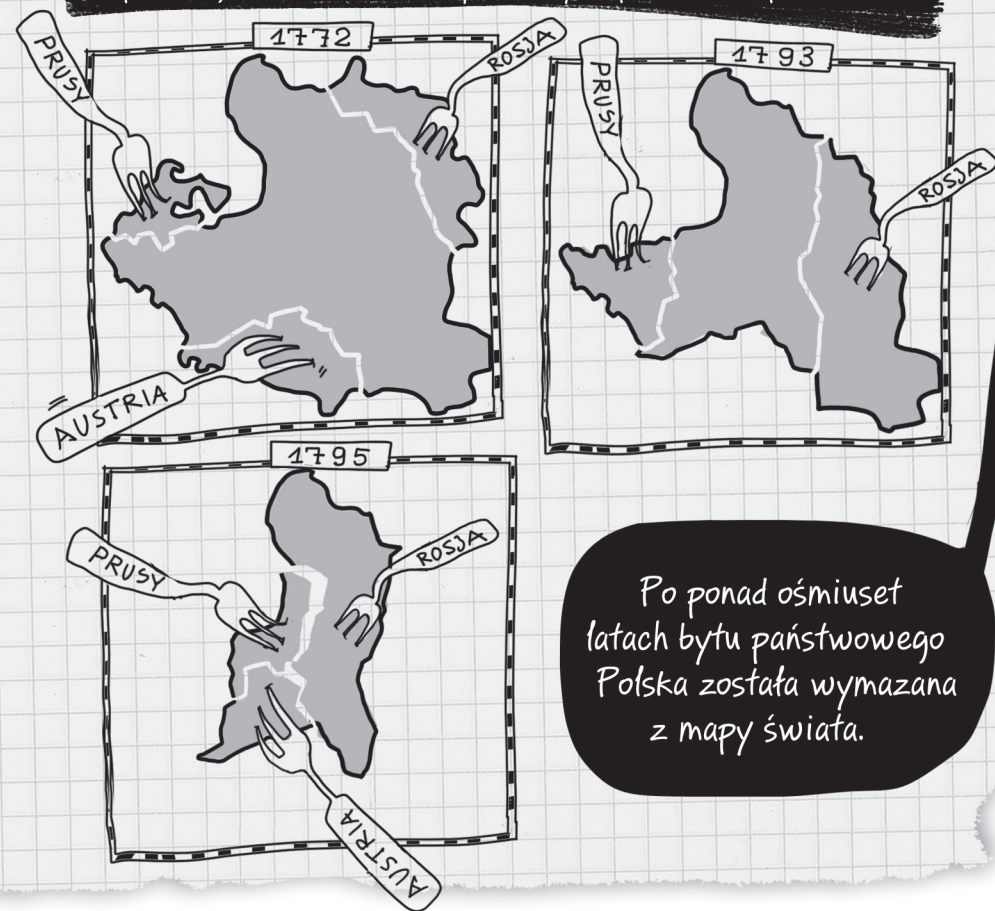 1772
PRUSY
ROSJA
AUSTRIA
1793
PRUSY
ROSJA
1795
PRUSY
ROSJA
AUSTRIA
Po ponad ośmiuset
latach bytu państwowego
Polska została wymazana
z mapy świata.